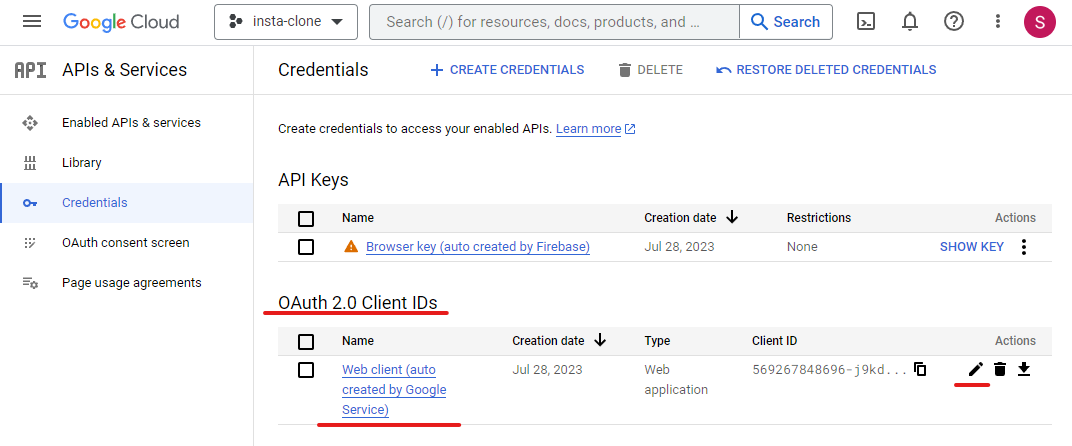 Google Cloud
insta-clone
Search (/) for resources, docs, products, and ...
Search
S
API
APIs & Services
Credentials
CREATE CREDENTIALS
DELETE
RESTORE DELETED CREDENTIALS
Enabled APIs & services
Library
Credentials
OAuth consent screen
Page usage agreements
Create credentials to access your enabled APIs. Learn more
API Keys
Name Creation date Restrictions Actions
Browser key (auto created by Firebase) Jul 28, 2023 None SHOW KEY
OAuth 2.0 Client IDs
Name Creation date Type Client ID Actions
Web client (auto Jul 28, 2023 Web 569267848696-j9kd...
created by Google application
Service)